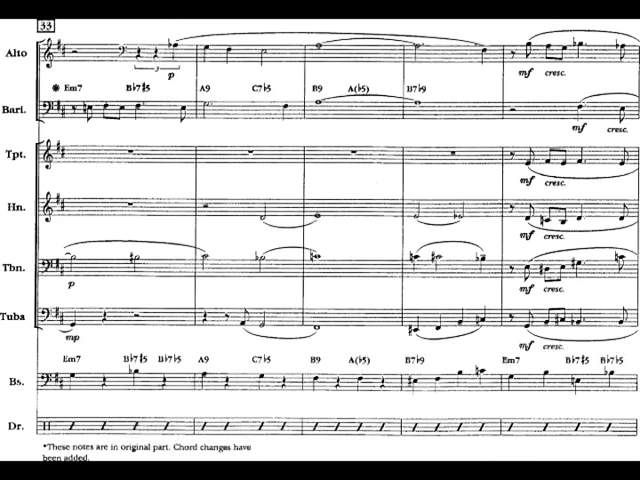 33
Alto
3
p
mf cresc.
* Em7 B♭7♯5 A9 C7♭5 B9 A(♭5) B7♭9
Bari.
mf cresc.
Tpt.
mf cresc.
Hn.
mf cresc.
Tbn.
p
mf cresc.
Tuba
mp
mf cresc.
Em7 B♭7♯5 B♭7♭5 A9 C7♭5 B9 A(♭5) B7♭9 Em7 B♭7♯5 B♭7♭5
Bs.
Dr.
*These notes are in original part. Chord changes have
been added.